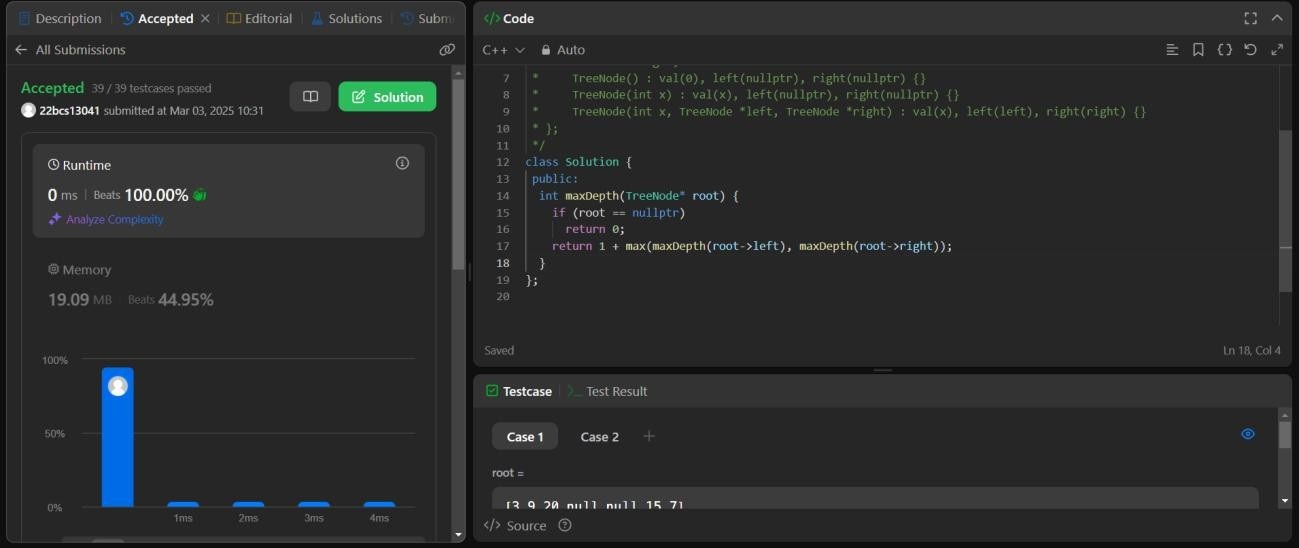 Description
Accepted
Editorial
Solutions
Subm
All Submissions
Accepted 39 / 39 testcases passed
22bcs13041 submitted at Mar 03, 2025 10:31
Solution
Runtime
0 ms | Beats 100.00%
Analyze Complexity
Memory
19.09 MB | Beats 44.95%
100%
50%
0%
1ms 2ms 3ms 4ms
</> Code
C++ Auto
7 *     TreeNode() : val(0), left(nullptr), right(nullptr) {}
8 *     TreeNode(int x) : val(x), left(nullptr), right(nullptr) {}
9 *     TreeNode(int x, TreeNode *left, TreeNode *right) : val(x), left(left), right(right) {}
10 * };
11 */
12 class Solution {
13  public:
14   int maxDepth(TreeNode* root) {
15     if (root == nullptr)
16       return 0;
17     return 1 + max(maxDepth(root->left), maxDepth(root->right));
18   }
19 };
20
Saved
Ln 18, Col 4
Testcase
>_ Test Result
Case 1
Case 2
+
root =
[3,9,20,null,null,15,7]
</> Source